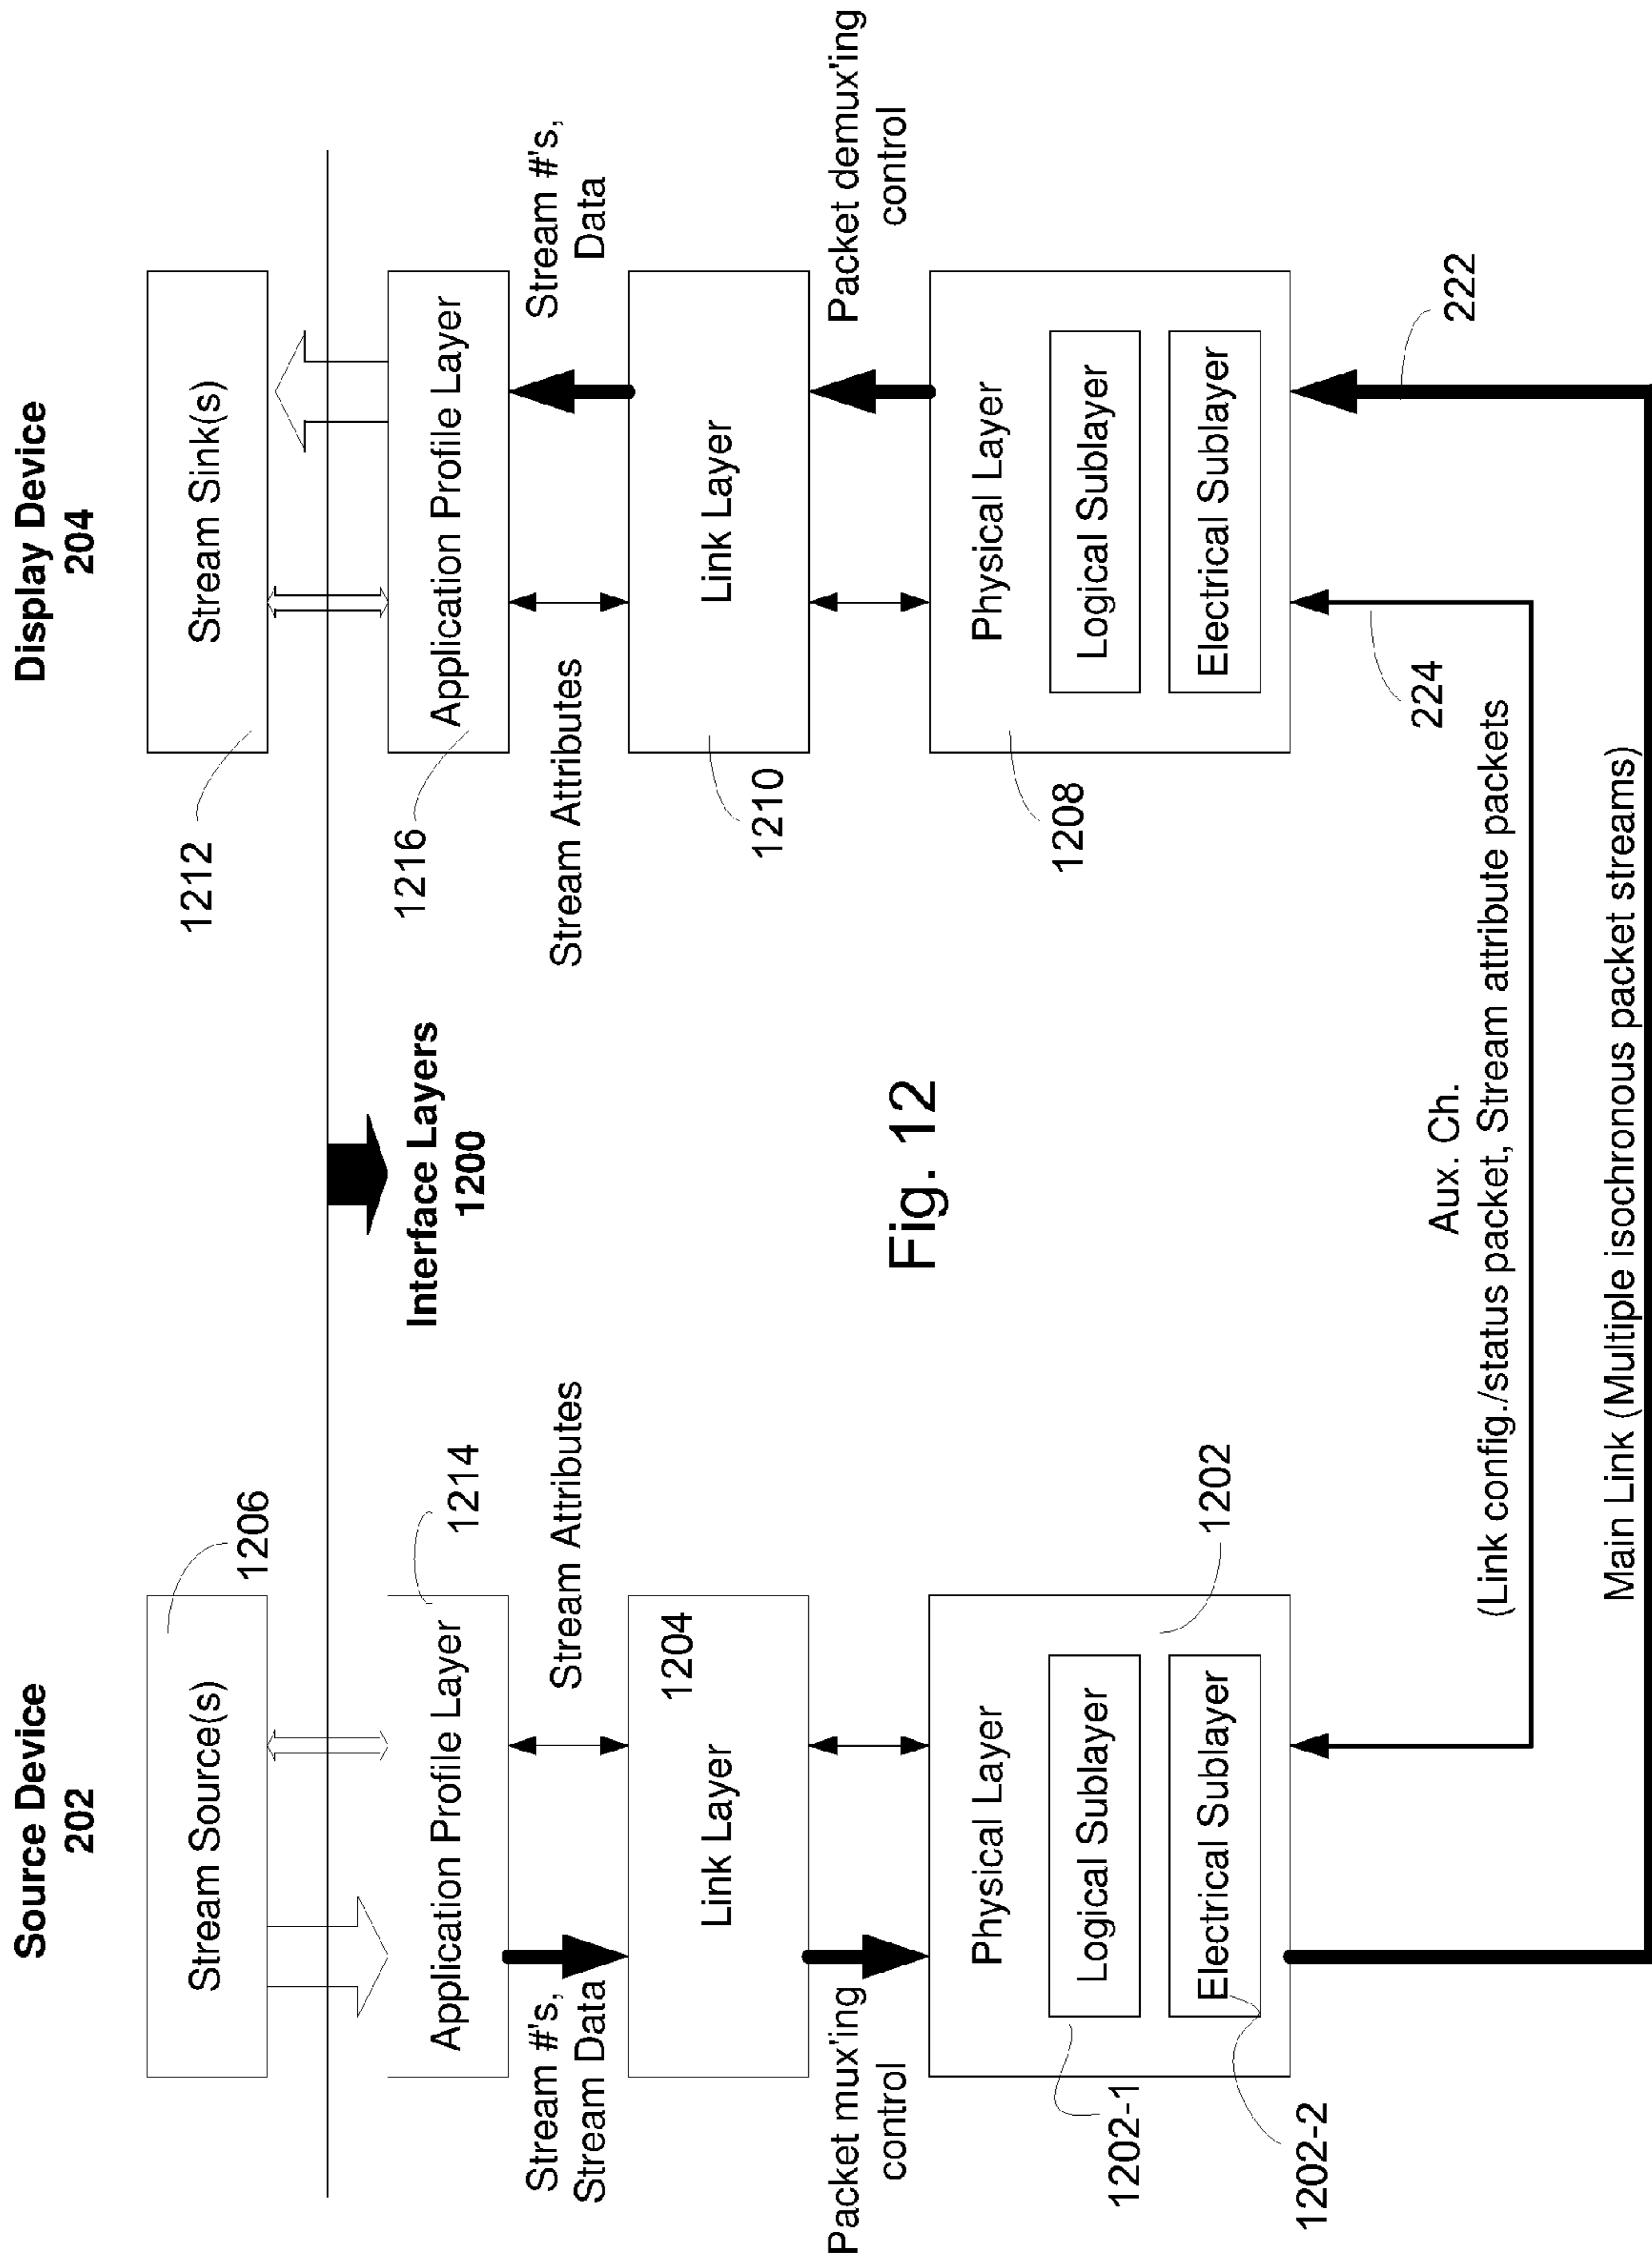 Source Device
202
Display Device
204
Stream Source(s)
1206
Stream Sink(s)
1212
Interface Layers
1200
Application Profile Layer
1214
Application Profile Layer
1216
Stream #'s,
Stream Data
Stream Attributes
Stream Attributes
Stream #'s,
Data
Link Layer
1204
Link Layer
1210
Packet mux'ing
control
Packet demux'ing
control
Fig. 12
Physical Layer
Logical Sublayer
Electrical Sublayer
1202
1202-1
1202-2
Physical Layer
Logical Sublayer
Electrical Sublayer
1208
224
222
Aux. Ch.
(Link config./status packet, Stream attribute packets
Main Link (Multiple isochronous packet streams)